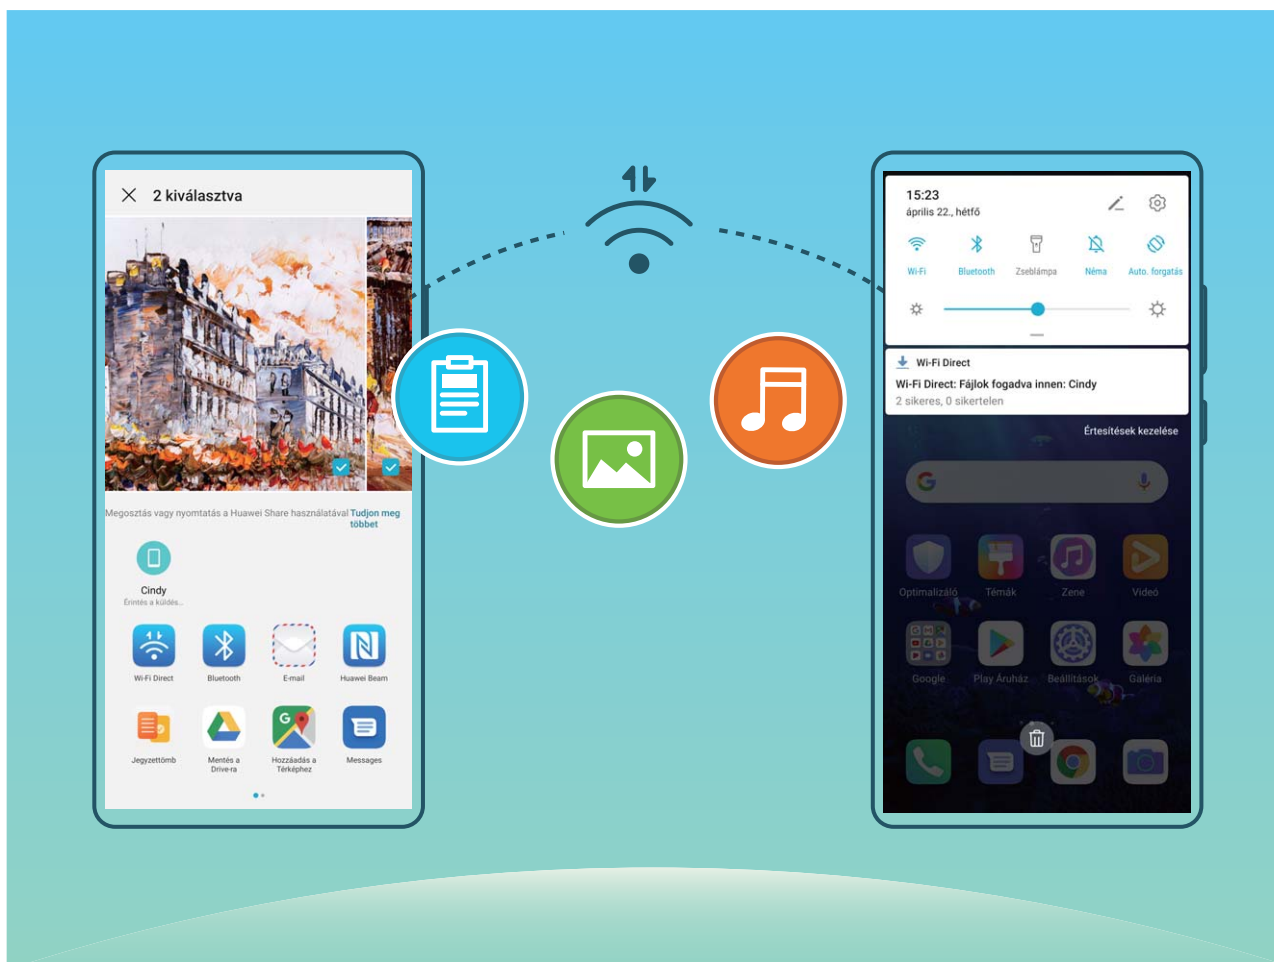 2 kiválasztva
Megosztás vagy nyomtatás a Huawei Share használatával Tudjon meg
többet
Cindy
Érintés a küldés...
Wi-Fi Direct
Bluetooth
E-mail
Huawei Beam
Jegyzettömb
Mentés a
Drive-ra
Hozzáadás a
Térképhez
Messages
15:23
április 22., hétfő
Wi-Fi
Bluetooth
Zseblámpa
Néma
Auto. forgatás
Wi-Fi Direct
Wi-Fi Direct: Fájlok fogadva innen: Cindy
2 sikeres, 0 sikertelen
Értesítések kezelése
Optimalizáló
Témák
Zene
Videó
Google
Play Áruház
Beállítások
Galéria